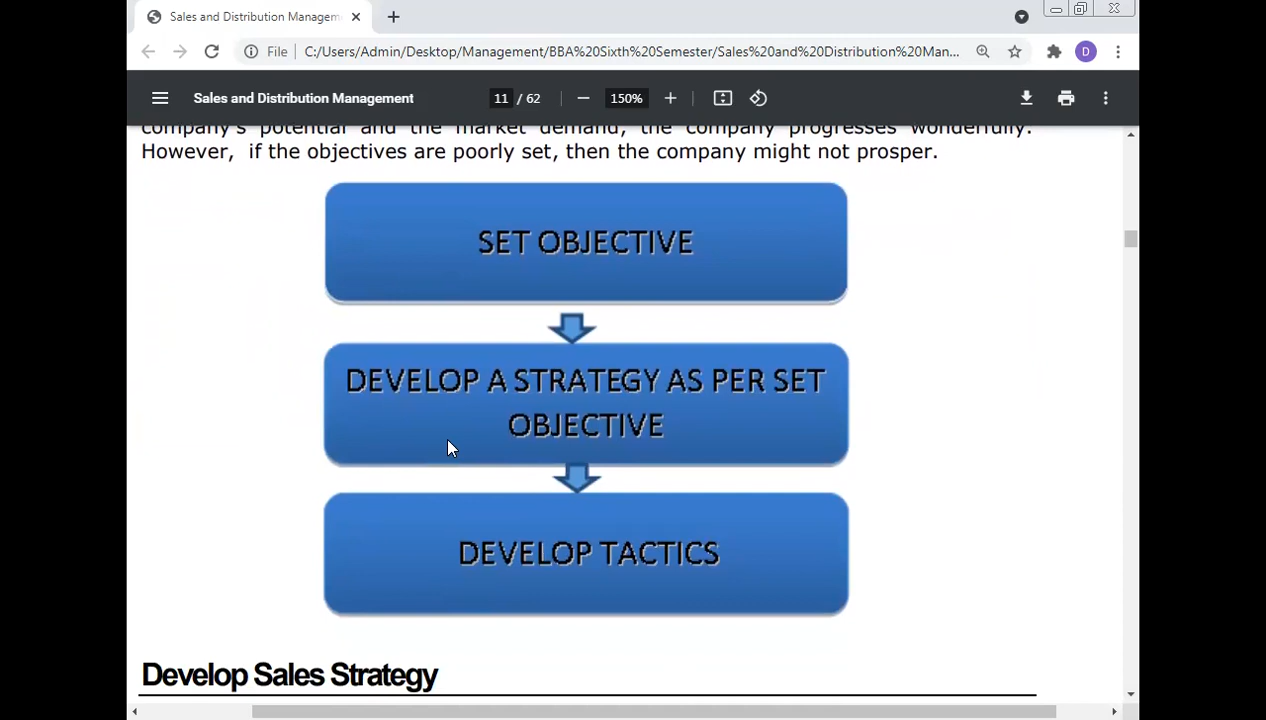 Sales and Distribution Managem
File C:/Users/Admin/Desktop/Management/BBA%20Sixth%20Semester/Sales%20and%20Distribution%20Man... D
Sales and Distribution Management 11 / 62 150%
company's potential and the market demand, the company progresses wonderfully.
However, if the objectives are poorly set, then the company might not prosper.
SET OBJECTIVE
DEVELOP A STRATEGY AS PER SET
OBJECTIVE
DEVELOP TACTICS
Develop Sales Strategy